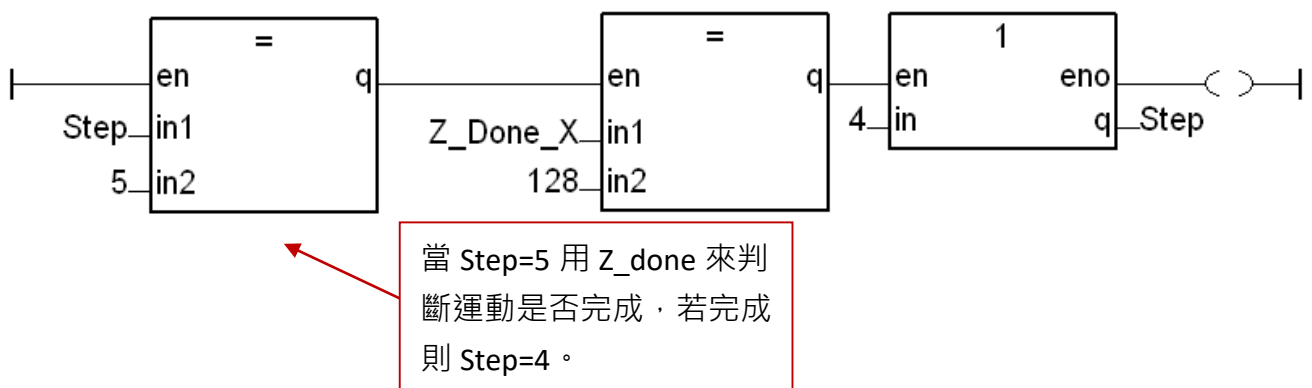 = = 1
en q en q en eno
Step in1 Z_Done_X in1 4 in q Step
5 in2 128 in2
當 Step=5 用 Z_done 來判
斷運動是否完成，若完成
則 Step=4。